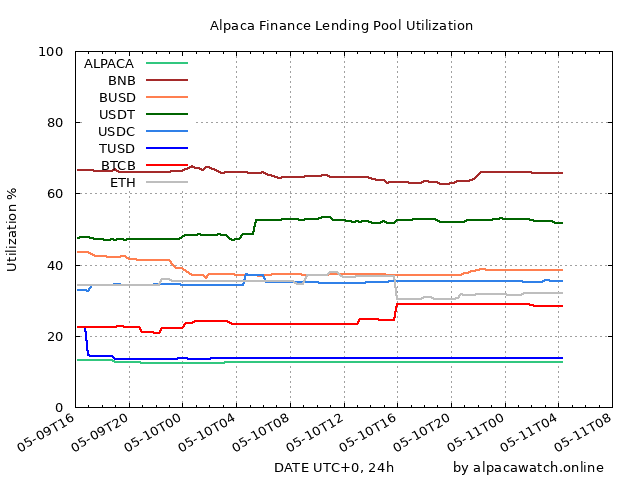 Alpaca Finance Lending Pool Utilization
100
80
60
40
20
0
Utilization %
ALPACA
BNB
BUSD
USDT
USDC
TUSD
BTCB
ETH
05-09T16
05-09T20
05-10T00
05-10T04
05-10T08
05-10T12
05-10T16
05-10T20
05-11T00
05-11T04
05-11T08
DATE UTC+0, 24h
by alpacawatch.online